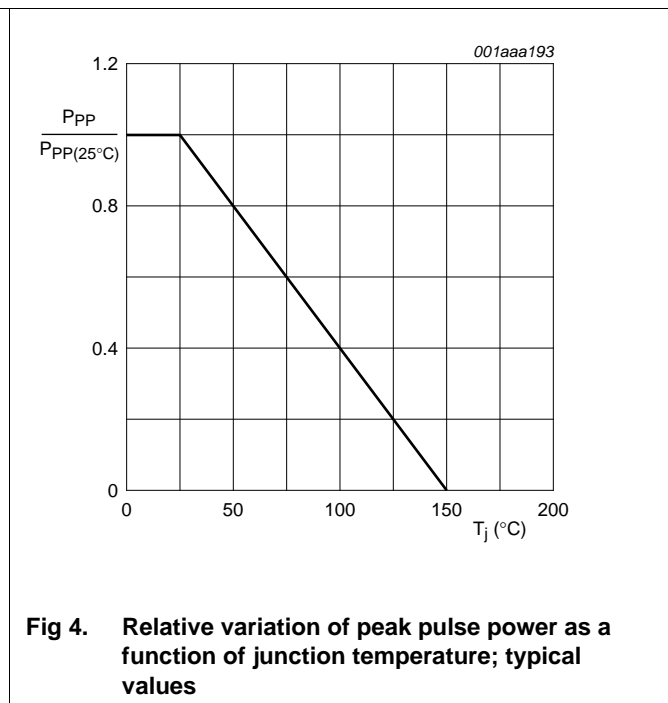 001aaa193
1.2
PPP
PPP(25°C)
0.8
0.4
0
0
50
100
150
200
Tj (°C)
Fig 4. Relative variation of peak pulse power as a
function of junction temperature; typical
values